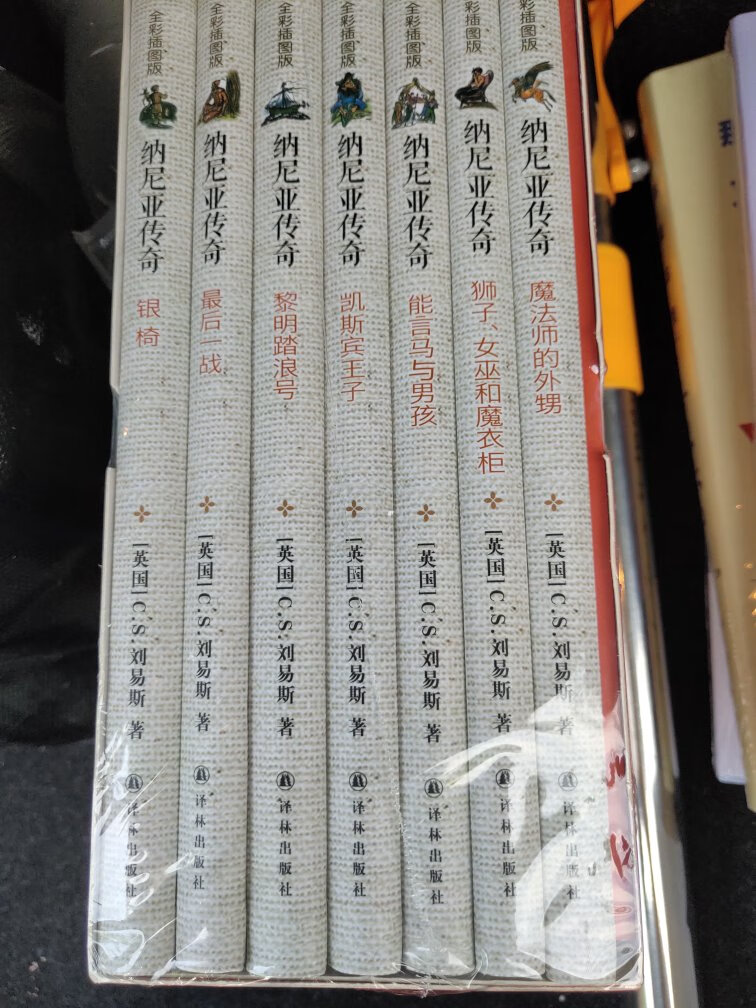 全彩插图版
纳尼亚传奇
银椅
[英国] C.S.刘易斯 著
译林出版社
全彩插图版
纳尼亚传奇
最后一战
[英国] C.S.刘易斯 著
译林出版社
全彩插图版
纳尼亚传奇
黎明踏浪号
[英国] C.S.刘易斯 著
译林出版社
全彩插图版
纳尼亚传奇
凯斯宾王子
[英国] C.S.刘易斯 著
译林出版社
全彩插图版
纳尼亚传奇
能言马与男孩
[英国] C.S.刘易斯 著
译林出版社
彩插图版
纳尼亚传奇
狮子、女巫和魔衣柜
[英国] C.S.刘易斯 著
译林出版社
彩插图版
纳尼亚传奇
魔法师的外甥
[英国] C.S.刘易斯 著
译林出版社